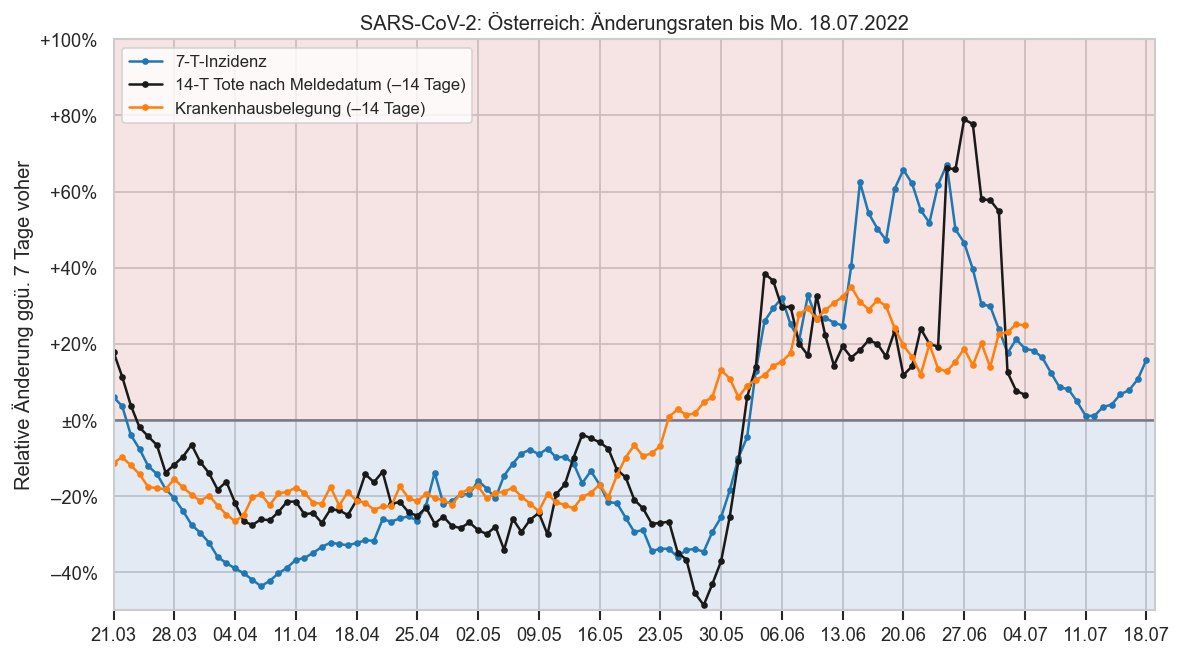 SARS-CoV-2: Österreich: Änderungsraten bis Mo. 18.07.2022
+100%
+80%
+60%
+40%
+20%
±0%
–20%
–40%
Relative Änderung ggü. 7 Tage voher
7-T-Inzidenz
14-T Tote nach Meldedatum (–14 Tage)
Krankenhausbelegung (–14 Tage)
21.03 28.03 04.04 11.04 18.04 25.04 02.05 09.05 16.05 23.05 30.05 06.06 13.06 20.06 27.06 04.07 11.07 18.07